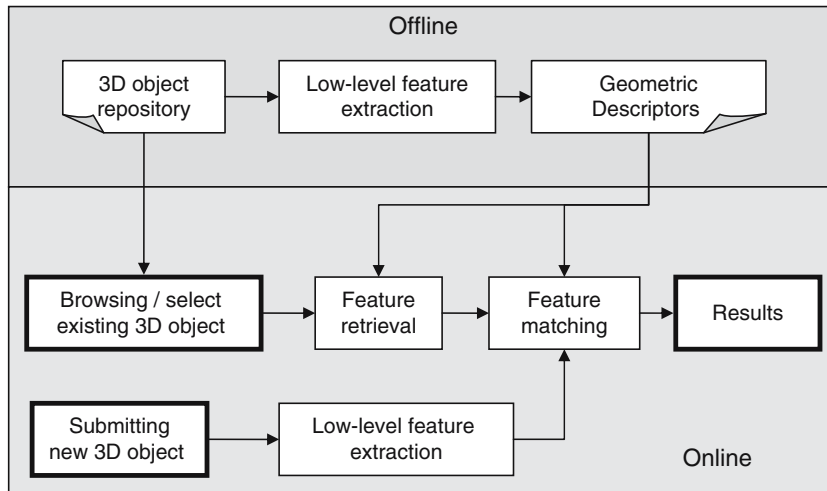 Offline
3D object
repository
Low-level feature
extraction
Geometric
Descriptors
Browsing / select
existing 3D object
Feature
retrieval
Feature
matching
Results
Submitting
new 3D object
Low-level feature
extraction
Online